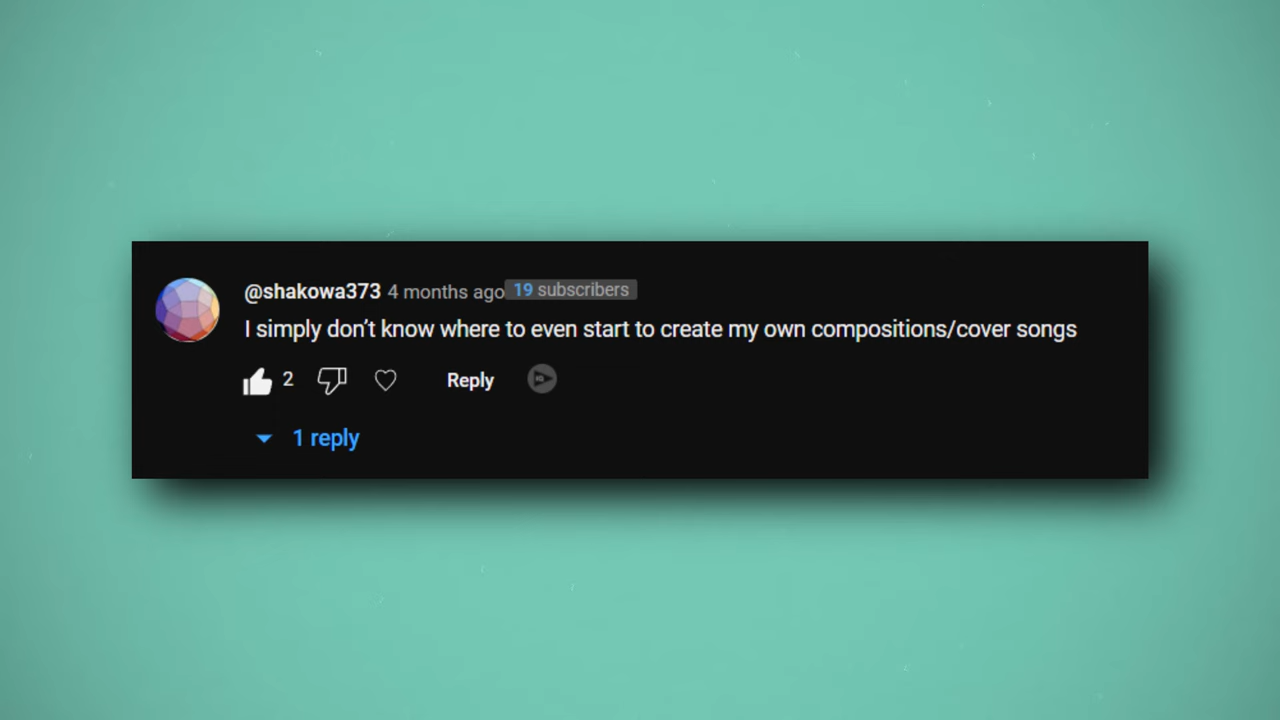 @shakowa373 4 months ago 19 subscribers
I simply don’t know where to even start to create my own compositions/cover songs
2 Reply
1 reply